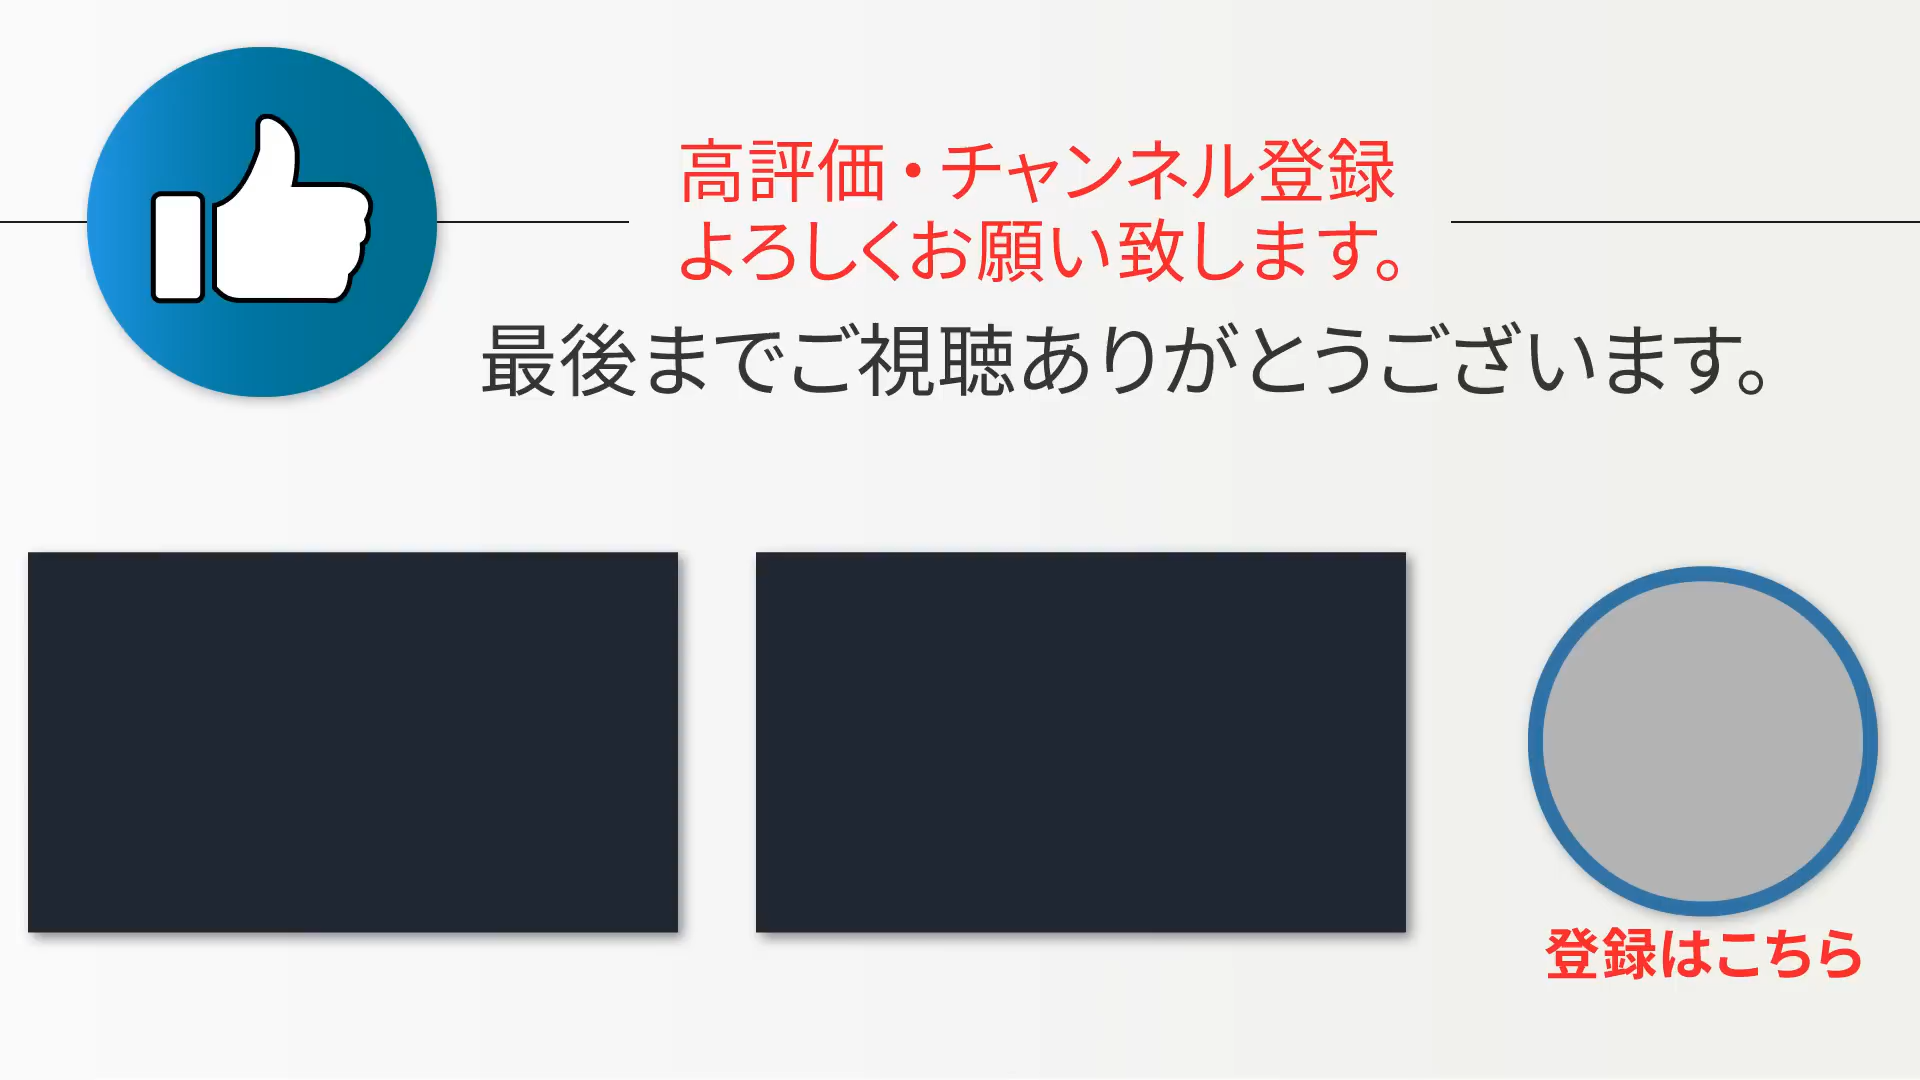 高評価・チャンネル登録
よろしくお願い致します。
最後までご視聴ありがとうございます。
登録はこちら